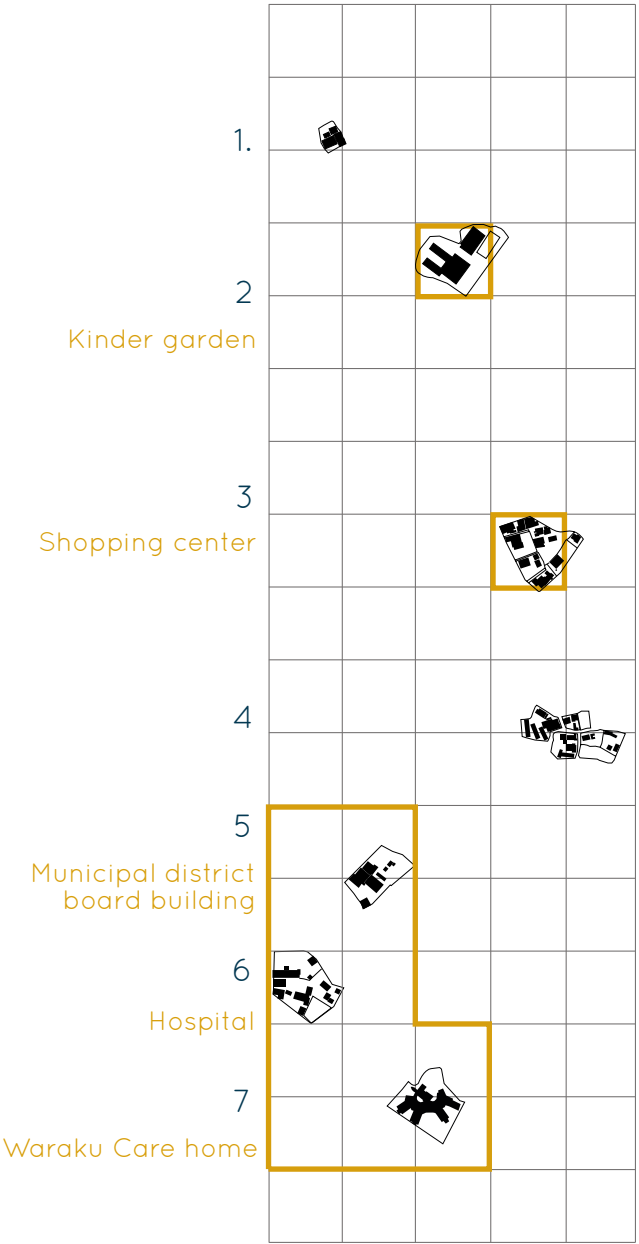 1.
2
Kinder garden
3
Shopping center
4
5
Municipal district
board building
6
Hospital
7
Waraku Care home